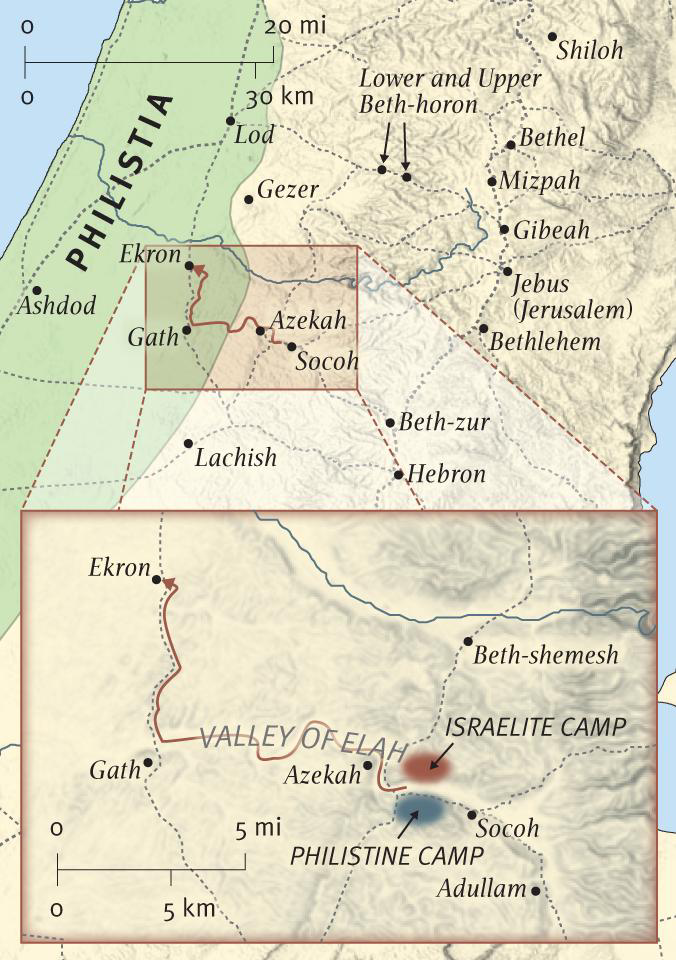 0 20 mi
0 30 km
PHILISTIA
Shiloh
Lower and Upper
Beth-horon
Lod
Bethel
Mizpah
Gezer
Gibeah
Ekron
Jebus
(Jerusalem)
Ashdod
Azekah
Gath
Bethlehem
Socoh
Beth-zur
Lachish
Hebron
Ekron
Beth-shemesh
ISRAELITE CAMP
VALLEY OF ELAH
Gath
Azekah
0 5 mi
0 5 km
Socoh
PHILISTINE CAMP
Adullam